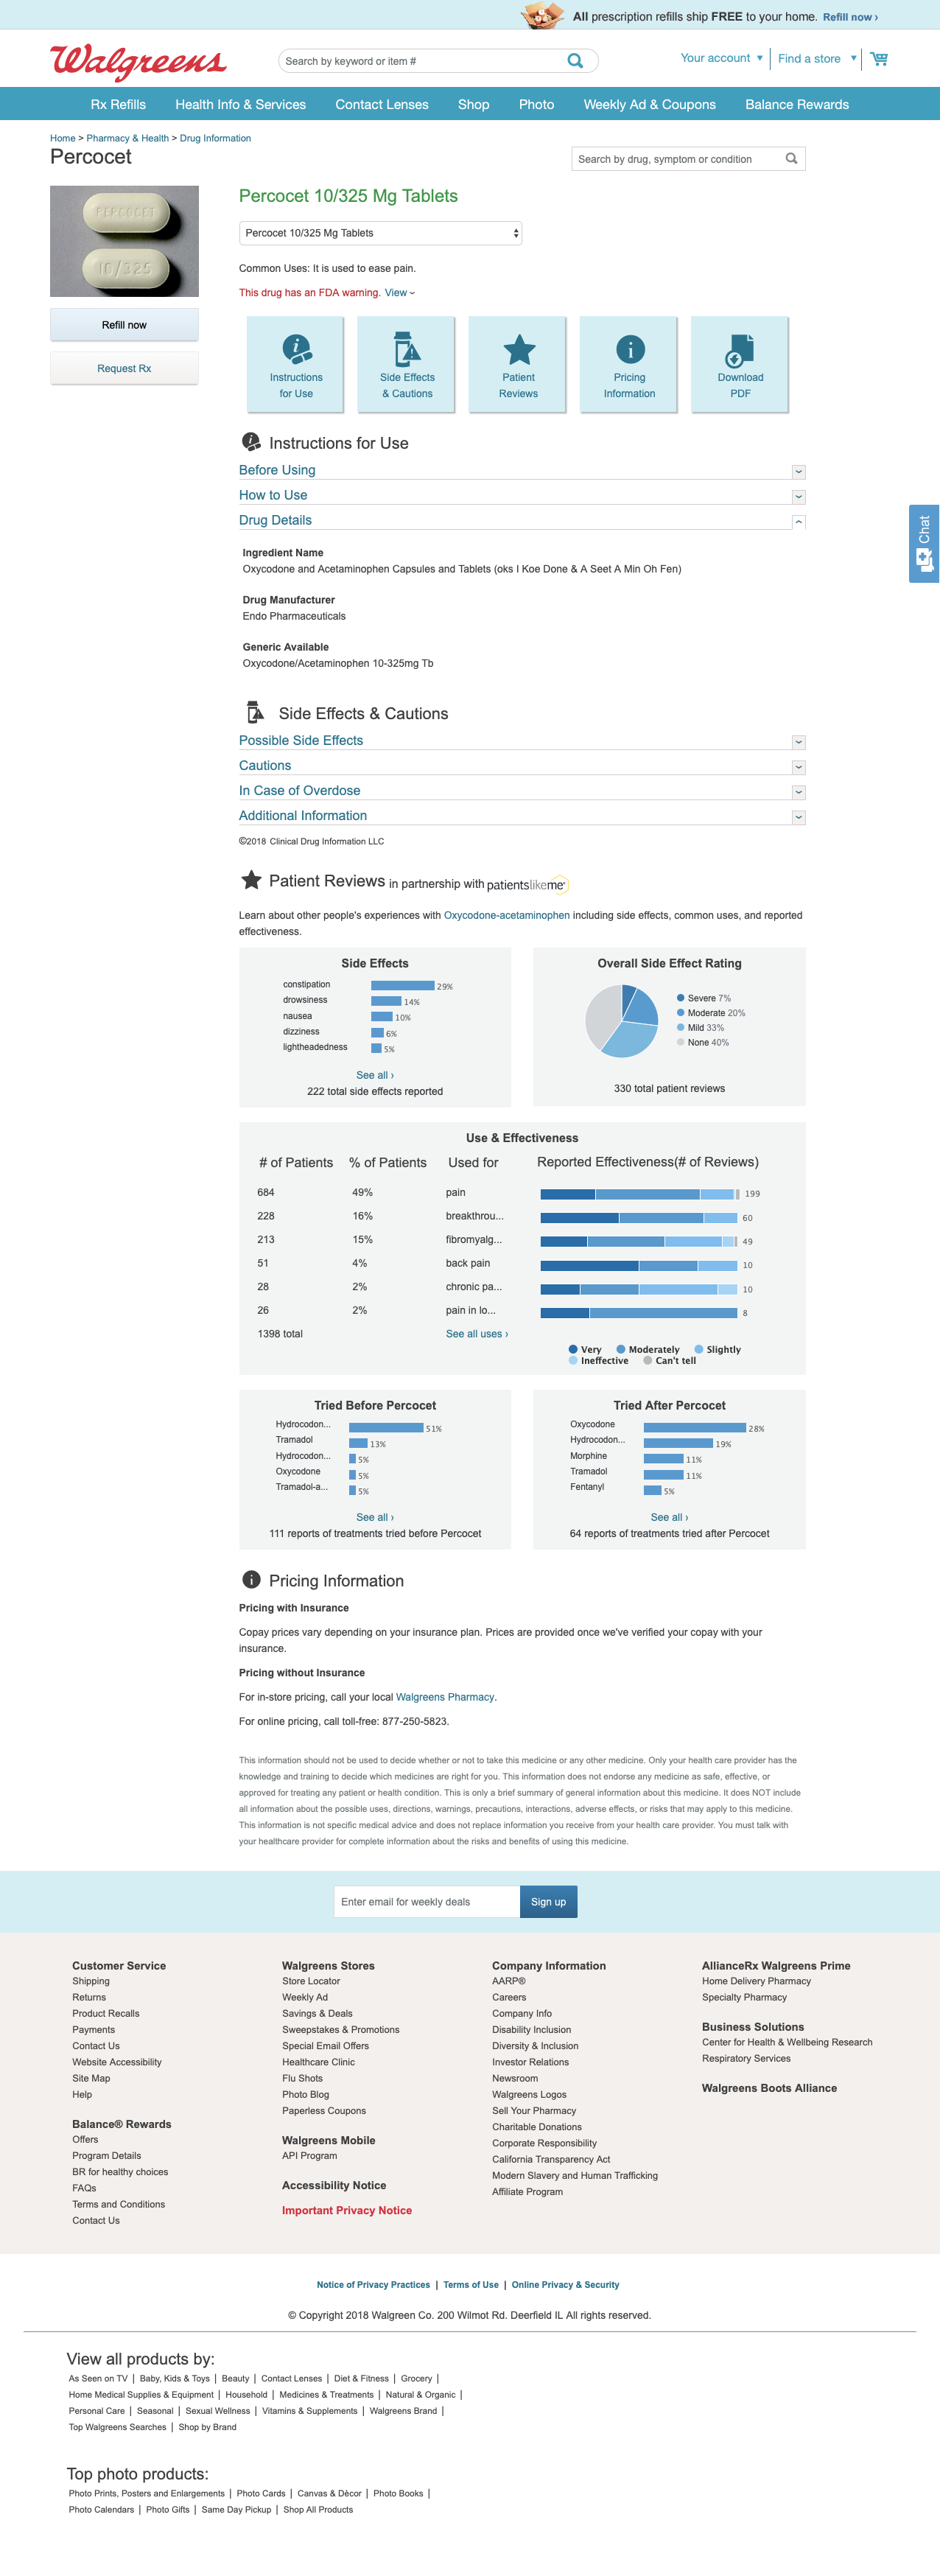 All prescription refills ship FREE to your home. Refill now ›
Walgreens
Search by keyword or item #
Your account ▼
Find a store ▼
Rx Refills Health Info & Services Contact Lenses Shop Photo Weekly Ad & Coupons Balance Rewards
Home > Pharmacy & Health > Drug Information
Percocet
Search by drug, symptom or condition
PERCOCET
10/325
Refill now
Request Rx
Percocet 10/325 Mg Tablets
Percocet 10/325 Mg Tablets
Common Uses: It is used to ease pain.
This drug has an FDA warning. View
Instructions
for Use
Side Effects
& Cautions
Patient
Reviews
Pricing
Information
Download
PDF
Instructions for Use
Before Using
How to Use
Drug Details
Chat
Ingredient Name
Oxycodone and Acetaminophen Capsules and Tablets (oks I Koe Done & A Seet A Min Oh Fen)
Drug Manufacturer
Endo Pharmaceuticals
Generic Available
Oxycodone/Acetaminophen 10-325mg Tb
Side Effects & Cautions
Possible Side Effects
Cautions
In Case of Overdose
Additional Information
©2018 Clinical Drug Information LLC
Patient Reviews in partnership with patientslikeme
Learn about other people's experiences with Oxycodone-acetaminophen including side effects, common uses, and reported
effectiveness.
Side Effects
constipation 29%
drowsiness 14%
nausea 10%
dizziness 6%
lightheadedness 5%
See all ›
222 total side effects reported
Overall Side Effect Rating
Severe 7%
Moderate 20%
Mild 33%
None 40%
330 total patient reviews
Use & Effectiveness
# of Patients % of Patients Used for Reported Effectiveness(# of Reviews)
684 49% pain 199
228 16% breakthrou... 60
213 15% fibromyalg... 49
51 4% back pain 10
28 2% chronic pa... 10
26 2% pain in lo... 8
1398 total See all uses ›
Very Moderately Slightly
Ineffective Can't tell
Tried Before Percocet
Hydrocodon... 51%
Tramadol 13%
Hydrocodon... 5%
Oxycodone 5%
Tramadol-a... 5%
See all ›
111 reports of treatments tried before Percocet
Tried After Percocet
Oxycodone 28%
Hydrocodon... 19%
Morphine 11%
Tramadol 11%
Fentanyl 5%
See all ›
64 reports of treatments tried after Percocet
Pricing Information
Pricing with Insurance
Copay prices vary depending on your insurance plan. Prices are provided once we've verified your copay with your
insurance.
Pricing without Insurance
For in-store pricing, call your local Walgreens Pharmacy.
For online pricing, call toll-free: 877-250-5823.
This information should not be used to decide whether or not to take this medicine or any other medicine. Only your health care provider has the
knowledge and training to decide which medicines are right for you. This information does not endorse any medicine as safe, effective, or
approved for treating any patient or health condition. This is only a brief summary of general information about this medicine. It does NOT include
all information about the possible uses, directions, warnings, precautions, interactions, adverse effects, or risks that may apply to this medicine.
This information is not specific medical advice and does not replace information you receive from your health care provider. You must talk with
your healthcare provider for complete information about the risks and benefits of using this medicine.
Enter email for weekly deals
Sign up
Customer Service
Shipping
Returns
Product Recalls
Payments
Contact Us
Website Accessibility
Site Map
Help
Balance® Rewards
Offers
Program Details
BR for healthy choices
FAQs
Terms and Conditions
Contact Us
Walgreens Stores
Store Locator
Weekly Ad
Savings & Deals
Sweepstakes & Promotions
Special Email Offers
Healthcare Clinic
Flu Shots
Photo Blog
Paperless Coupons
Walgreens Mobile
API Program
Accessibility Notice
Important Privacy Notice
Company Information
AARP®
Careers
Company Info
Disability Inclusion
Diversity & Inclusion
Investor Relations
Newsroom
Walgreens Logos
Sell Your Pharmacy
Charitable Donations
Corporate Responsibility
California Transparency Act
Modern Slavery and Human Trafficking
Affiliate Program
AllianceRx Walgreens Prime
Home Delivery Pharmacy
Specialty Pharmacy
Business Solutions
Center for Health & Wellbeing Research
Respiratory Services
Walgreens Boots Alliance
Notice of Privacy Practices | Terms of Use | Online Privacy & Security
© Copyright 2018 Walgreen Co. 200 Wilmot Rd. Deerfield IL All rights reserved.
View all products by:
As Seen on TV | Baby, Kids & Toys | Beauty | Contact Lenses | Diet & Fitness | Grocery |
Home Medical Supplies & Equipment | Household | Medicines & Treatments | Natural & Organic |
Personal Care | Seasonal | Sexual Wellness | Vitamins & Supplements | Walgreens Brand |
Top Walgreens Searches | Shop by Brand
Top photo products:
Photo Prints, Posters and Enlargements | Photo Cards | Canvas & Dècor | Photo Books |
Photo Calendars | Photo Gifts | Same Day Pickup | Shop All Products